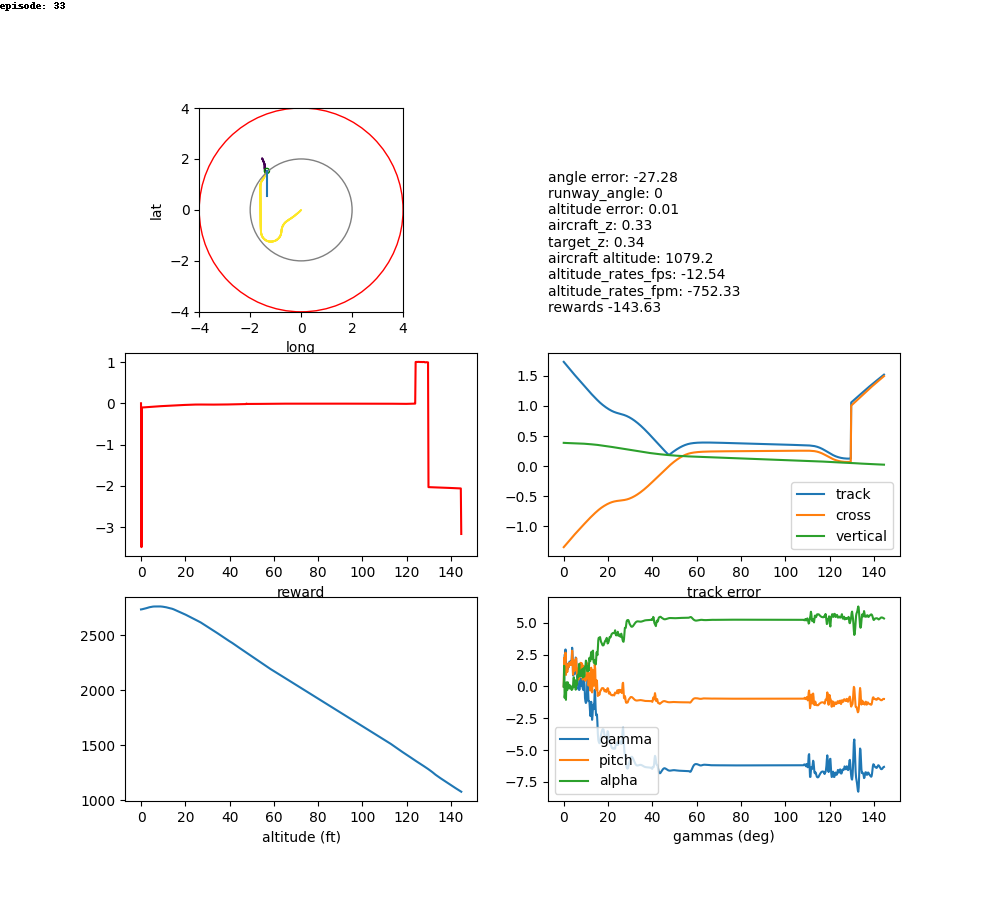 episode: 33
4
2
0
−2
−4
lat
−4 −2 0 2 4
long
angle error: -27.28
runway_angle: 0
altitude error: 0.01
aircraft_z: 0.33
target_z: 0.34
aircraft altitude: 1079.2
altitude_rates_fps: -12.54
altitude_rates_fpm: -752.33
rewards -143.63
1
0
−1
−2
−3
0 20 40 60 80 100 120 140
reward
1.5
1.0
0.5
0.0
−0.5
−1.0
track
cross
vertical
0 20 40 60 80 100 120 140
track error
2500
2000
1500
1000
0 20 40 60 80 100 120 140
altitude (ft)
5.0
2.5
0.0
−2.5
−5.0
−7.5
gamma
pitch
alpha
0 20 40 60 80 100 120 140
gammas (deg)